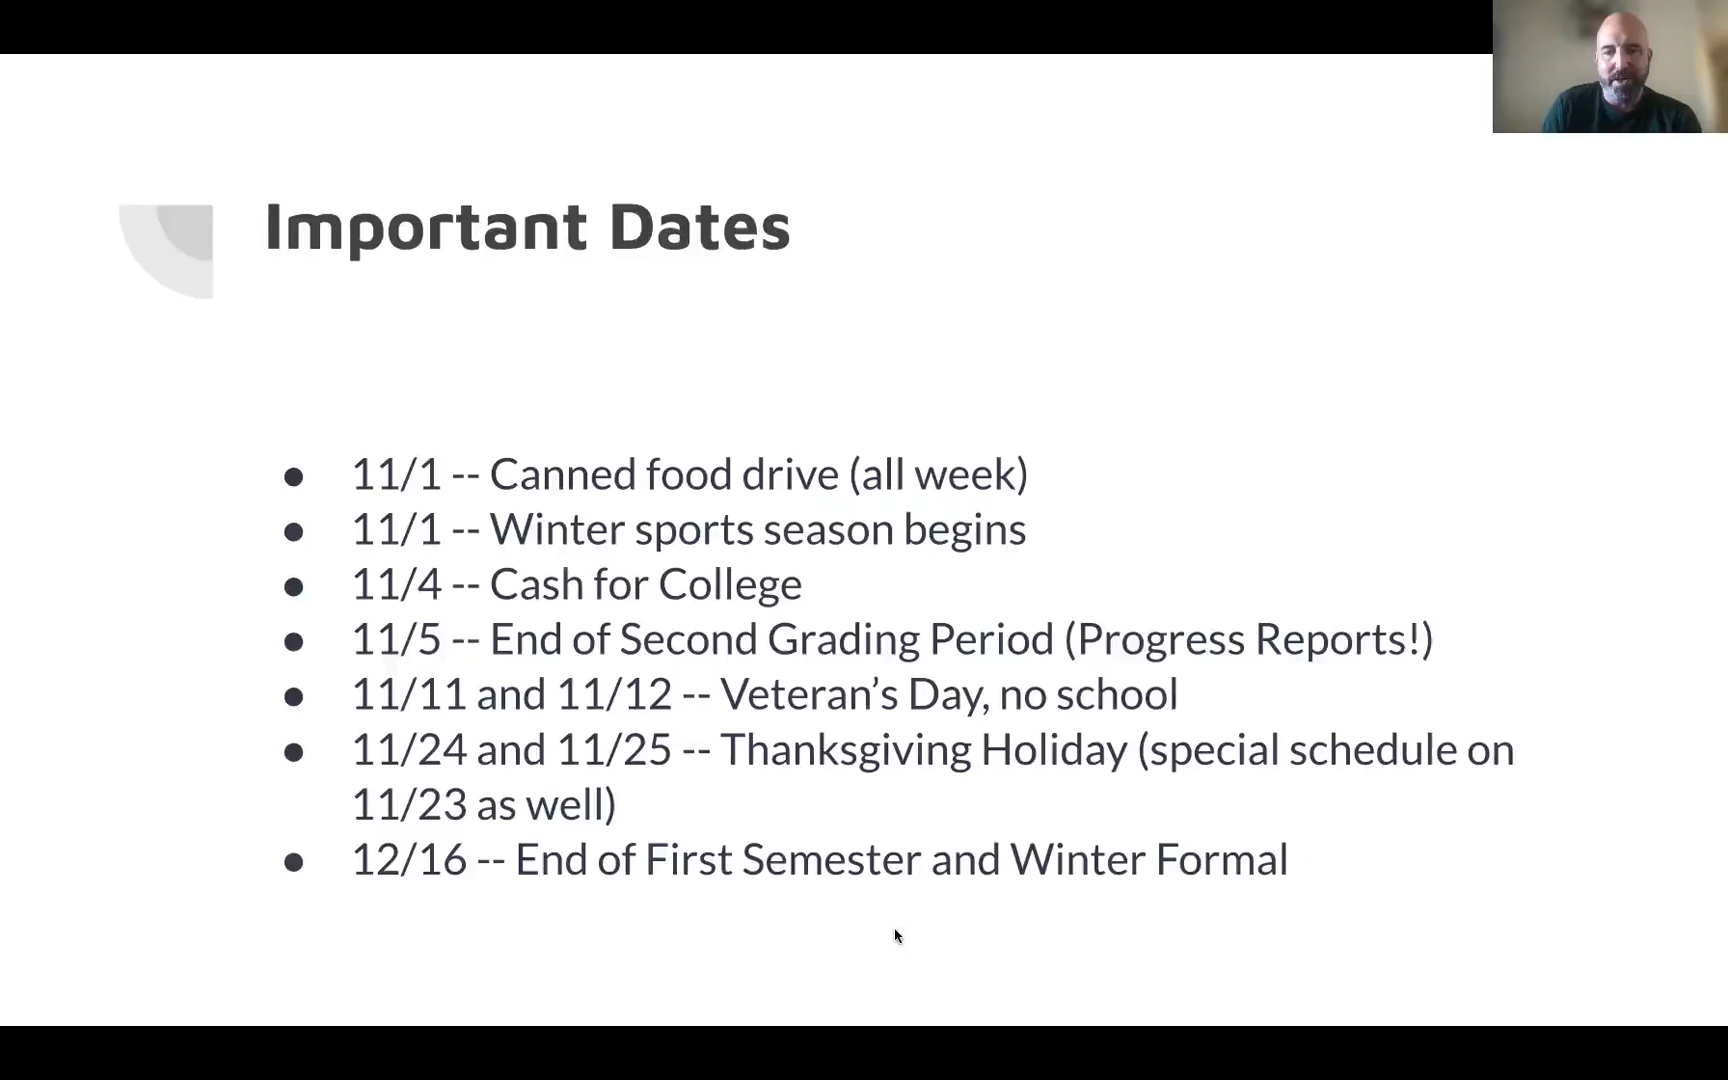 Important Dates
● 11/1 -- Canned food drive (all week)
● 11/1 -- Winter sports season begins
● 11/4 -- Cash for College
● 11/5 -- End of Second Grading Period (Progress Reports!)
● 11/11 and 11/12 -- Veteran’s Day, no school
● 11/24 and 11/25 -- Thanksgiving Holiday (special schedule on
11/23 as well)
● 12/16 -- End of First Semester and Winter Formal